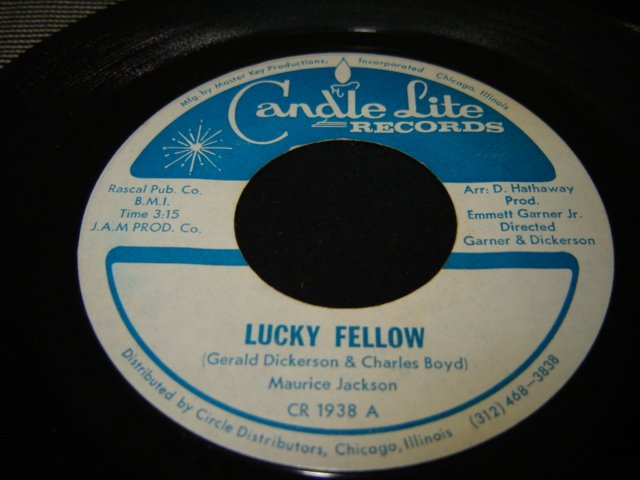 Mfg. by Master Key Productions, Incorporated Chicago, Illinois
Candle Lite
RECORDS
Rascal Pub. Co.
B.M.I.
Time 3:15
J.A.M PROD. Co.
Arr: D. Hathaway
Prod.
Emmett Garner Jr.
Directed
Garner & Dickerson
LUCKY FELLOW
(Gerald Dickerson & Charles Boyd)
Maurice Jackson
CR 1938 A
Distributed by Circle Distributors, Chicago, Illinois (312) 468-3838